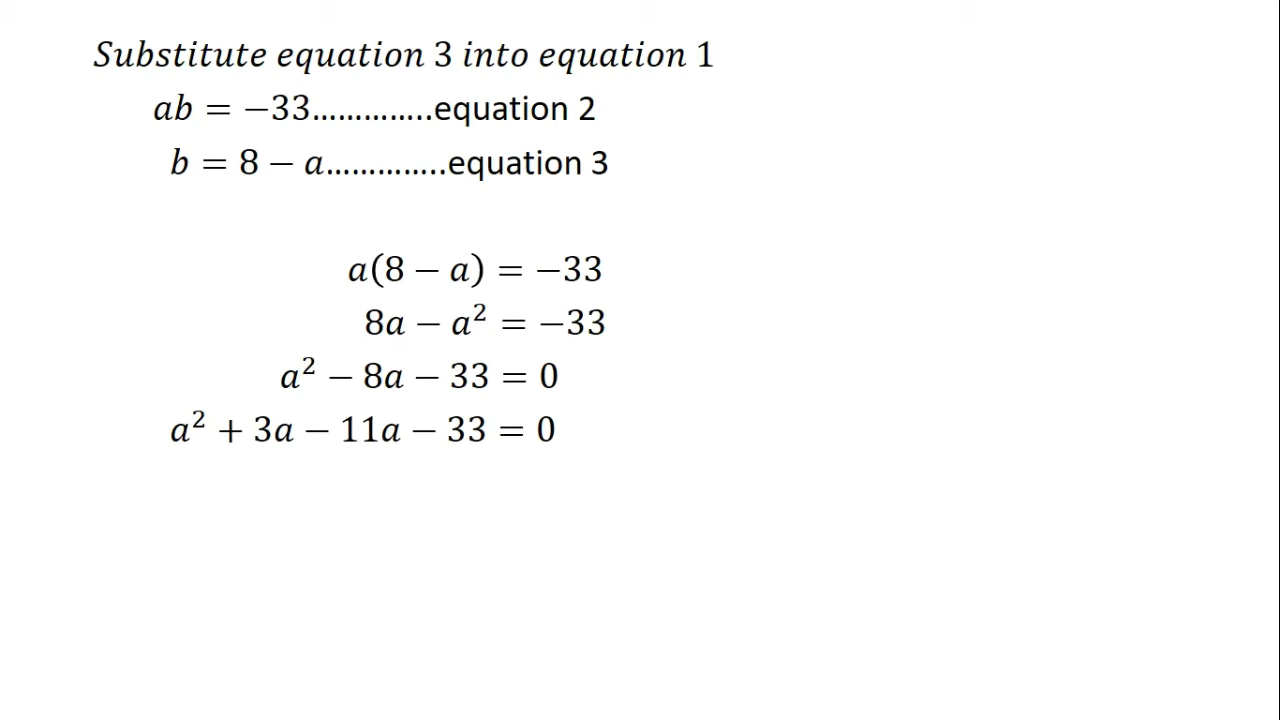 Substitute equation 3 into equation 1
ab = −33…………..equation 2
b = 8 − a…………..equation 3
a(8 − a) = −33
8a − a² = −33
a² − 8a − 33 = 0
a² + 3a − 11a − 33 = 0